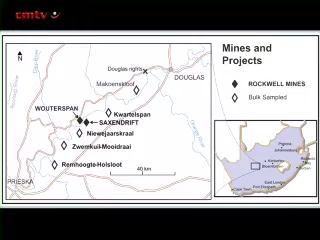 cmtv
N
Mines and
Projects
Douglas rights
DOUGLAS
Makoenskloof
ROCKWELL MINES
Bulk Sampled
WOUTERSPAN
Kwartelspan
SAXENDRIFT
Niewejaarskraal
Zwemkuil-Mooidraai
Remhoogte-Holsloot
40 km
PRIESKA
Pretoria
Johannesburg
Kimberley
Durban
East London
Cape Town
Port Elizabeth